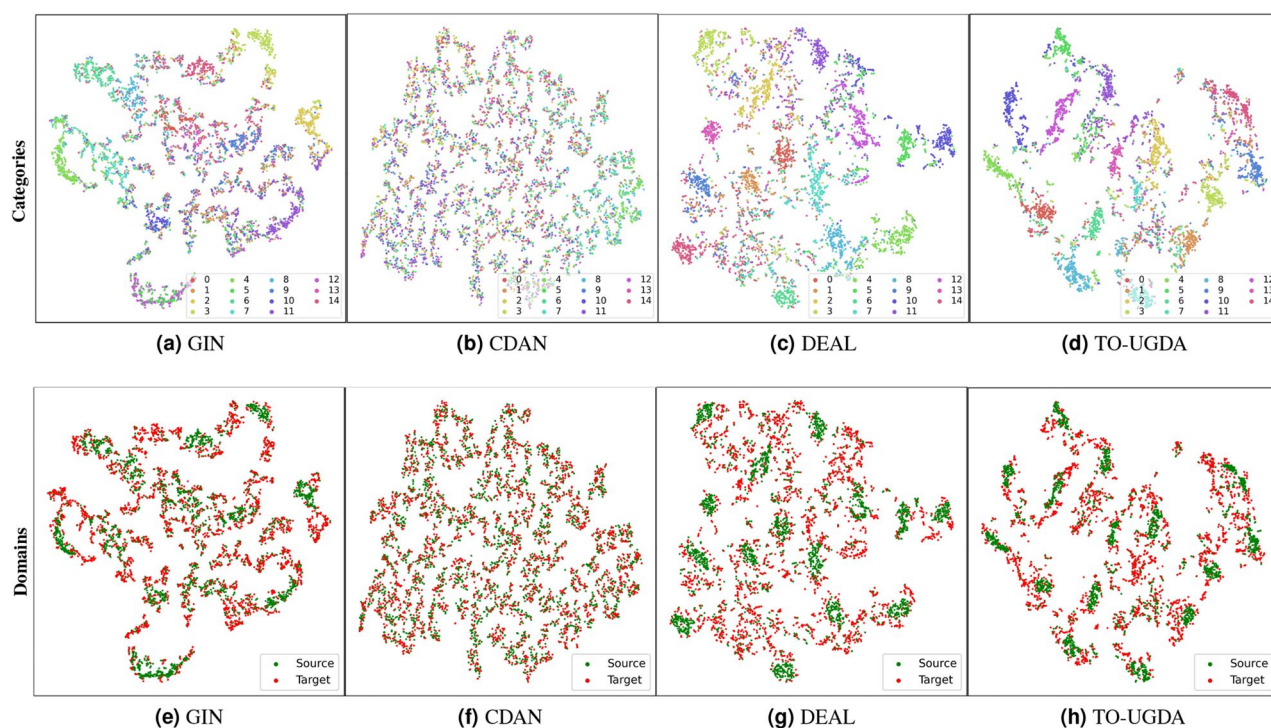 Categories
0 4 8 12
1 5 9 13
2 6 10 14
3 7 11
0 4 8 12
1 5 9 13
2 6 10 14
3 7 11
0 4 8 12
1 5 9 13
2 6 10 14
3 7 11
0 4 8 12
1 5 9 13
2 6 10 14
3 7 11
(a) GIN
(b) CDAN
(c) DEAL
(d) TO-UGDA
Domains
Source
Target
Source
Target
Source
Target
Source
Target
(e) GIN
(f) CDAN
(g) DEAL
(h) TO-UGDA